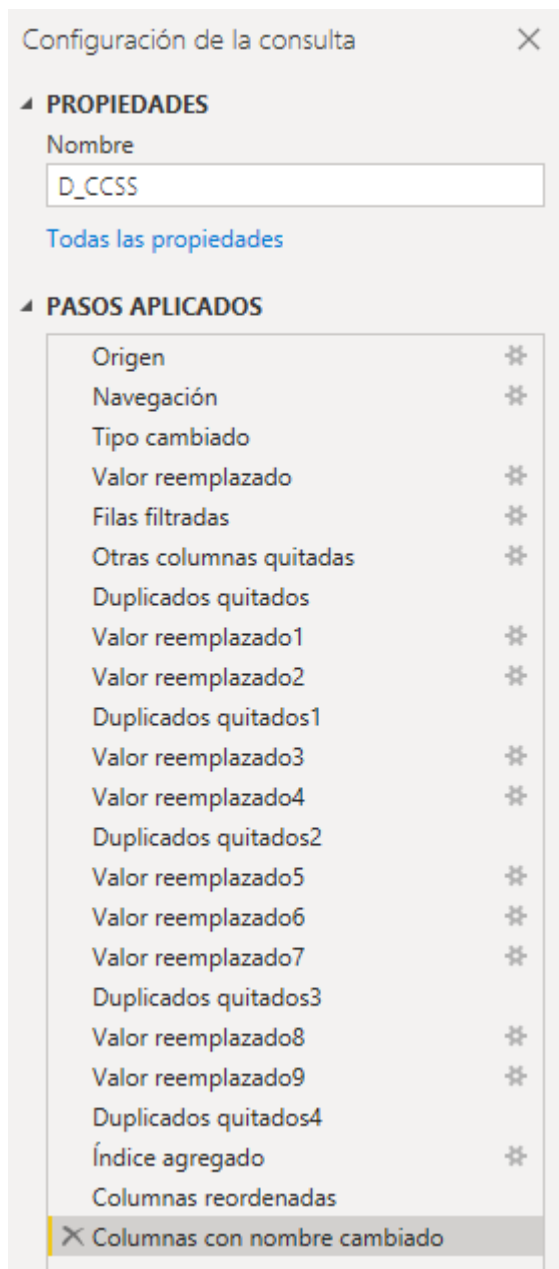 Configuración de la consulta
PROPIEDADES
Nombre
D_CCSS
Todas las propiedades
PASOS APLICADOS
Origen
Navegación
Tipo cambiado
Valor reemplazado
Filas filtradas
Otras columnas quitadas
Duplicados quitados
Valor reemplazado1
Valor reemplazado2
Duplicados quitados1
Valor reemplazado3
Valor reemplazado4
Duplicados quitados2
Valor reemplazado5
Valor reemplazado6
Valor reemplazado7
Duplicados quitados3
Valor reemplazado8
Valor reemplazado9
Duplicados quitados4
Índice agregado
Columnas reordenadas
Columnas con nombre cambiado